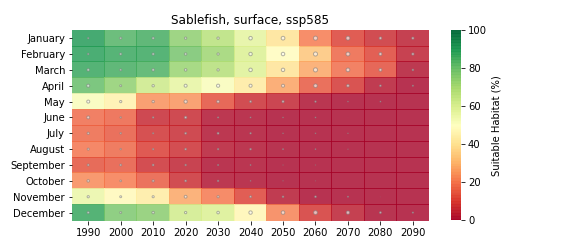 Sablefish, surface, ssp585
January
February
March
April
May
June
July
August
September
October
November
December
1990 2000 2010 2020 2030 2040 2050 2060 2070 2080 2090
100
80
60
40
20
0
Suitable Habitat (%)